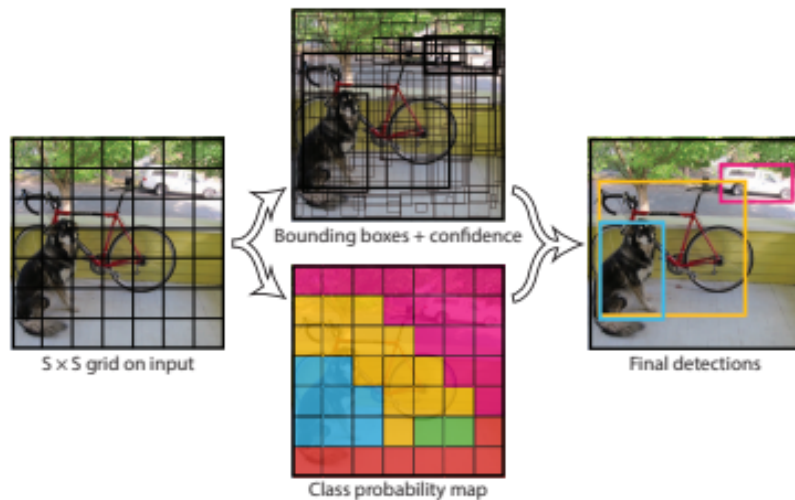 Bounding boxes + confidence
S × S grid on input
Final detections
Class probability map